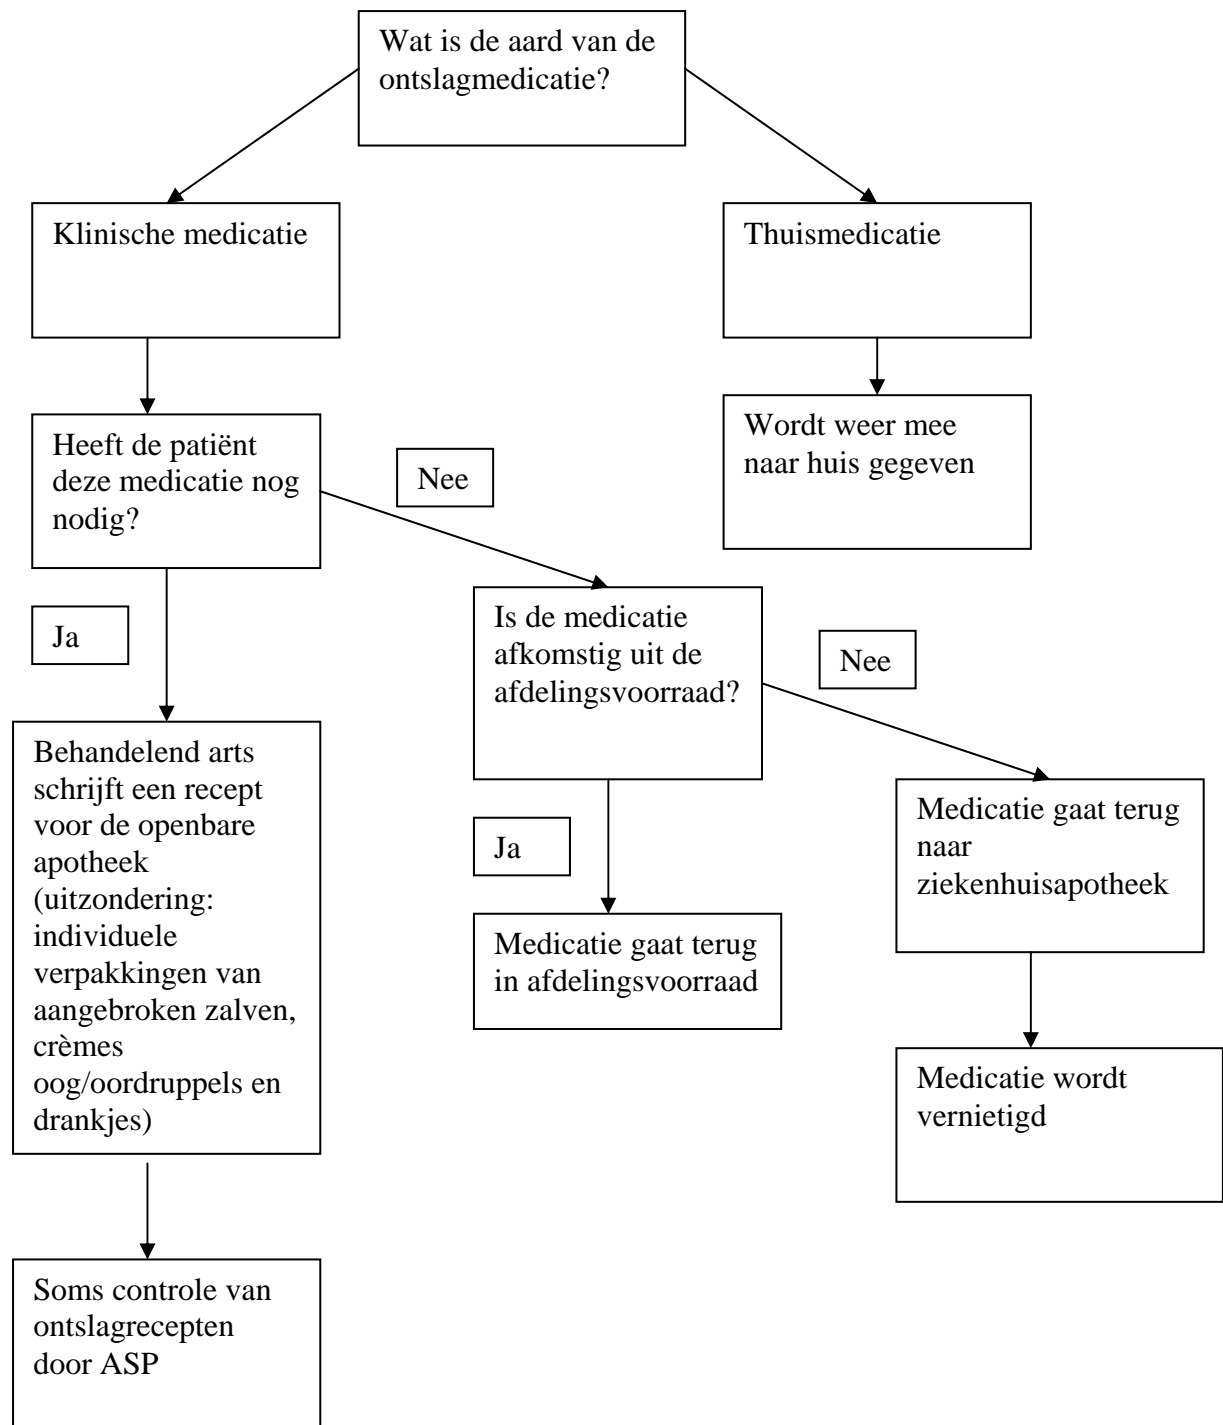 Wat is de aard van de
ontslagmedicatie?
Klinische medicatie
Thuismedicatie
Heeft de patiënt
deze medicatie nog
nodig?
Nee
Wordt weer mee
naar huis gegeven
Ja
Is de medicatie
afkomstig uit de
afdelingsvoorraad?
Nee
Behandelend arts
schrijft een recept
voor de openbare
apotheek
(uitzondering:
individuele
verpakkingen van
aangebroken zalven,
crèmes
oog/oordruppels en
drankjes)
Ja
Medicatie gaat terug
naar
ziekenhuisapotheek
Medicatie gaat terug
in afdelingsvoorraad
Medicatie wordt
vernietigd
Soms controle van
ontslagrecepten
door ASP